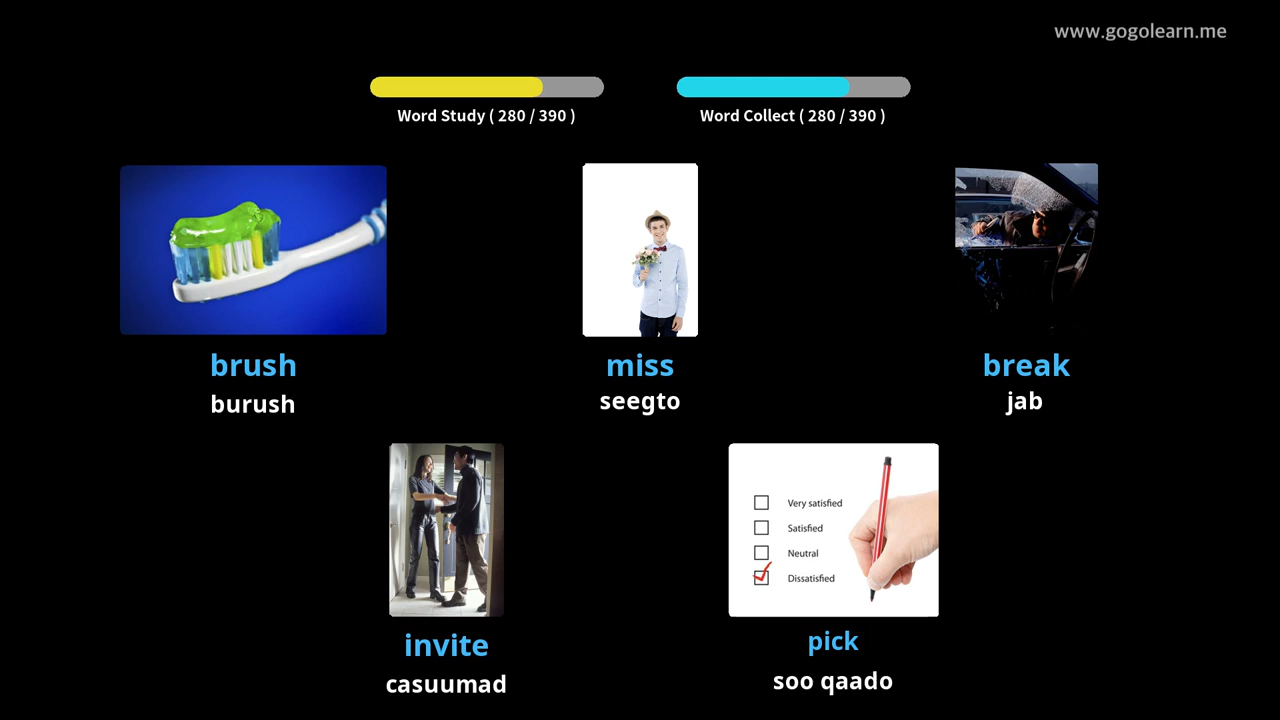 www.gogolearn.me
Word Study ( 280 / 390 )
Word Collect ( 280 / 390 )
brush
burush
miss
seegto
break
jab
Very satisfied
Satisfied
Neutral
Dissatisfied
invite
casuumad
pick
soo qaado